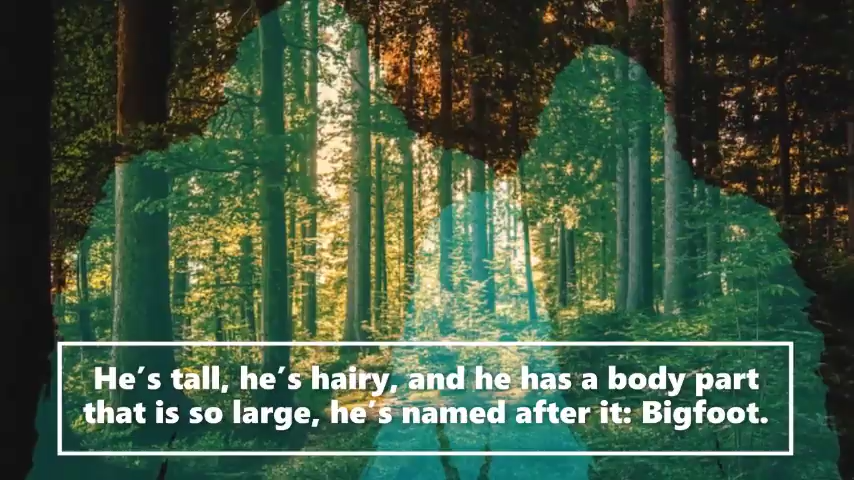 He’s tall, he’s hairy, and he has a body part
that is so large, he’s named after it: Bigfoot.